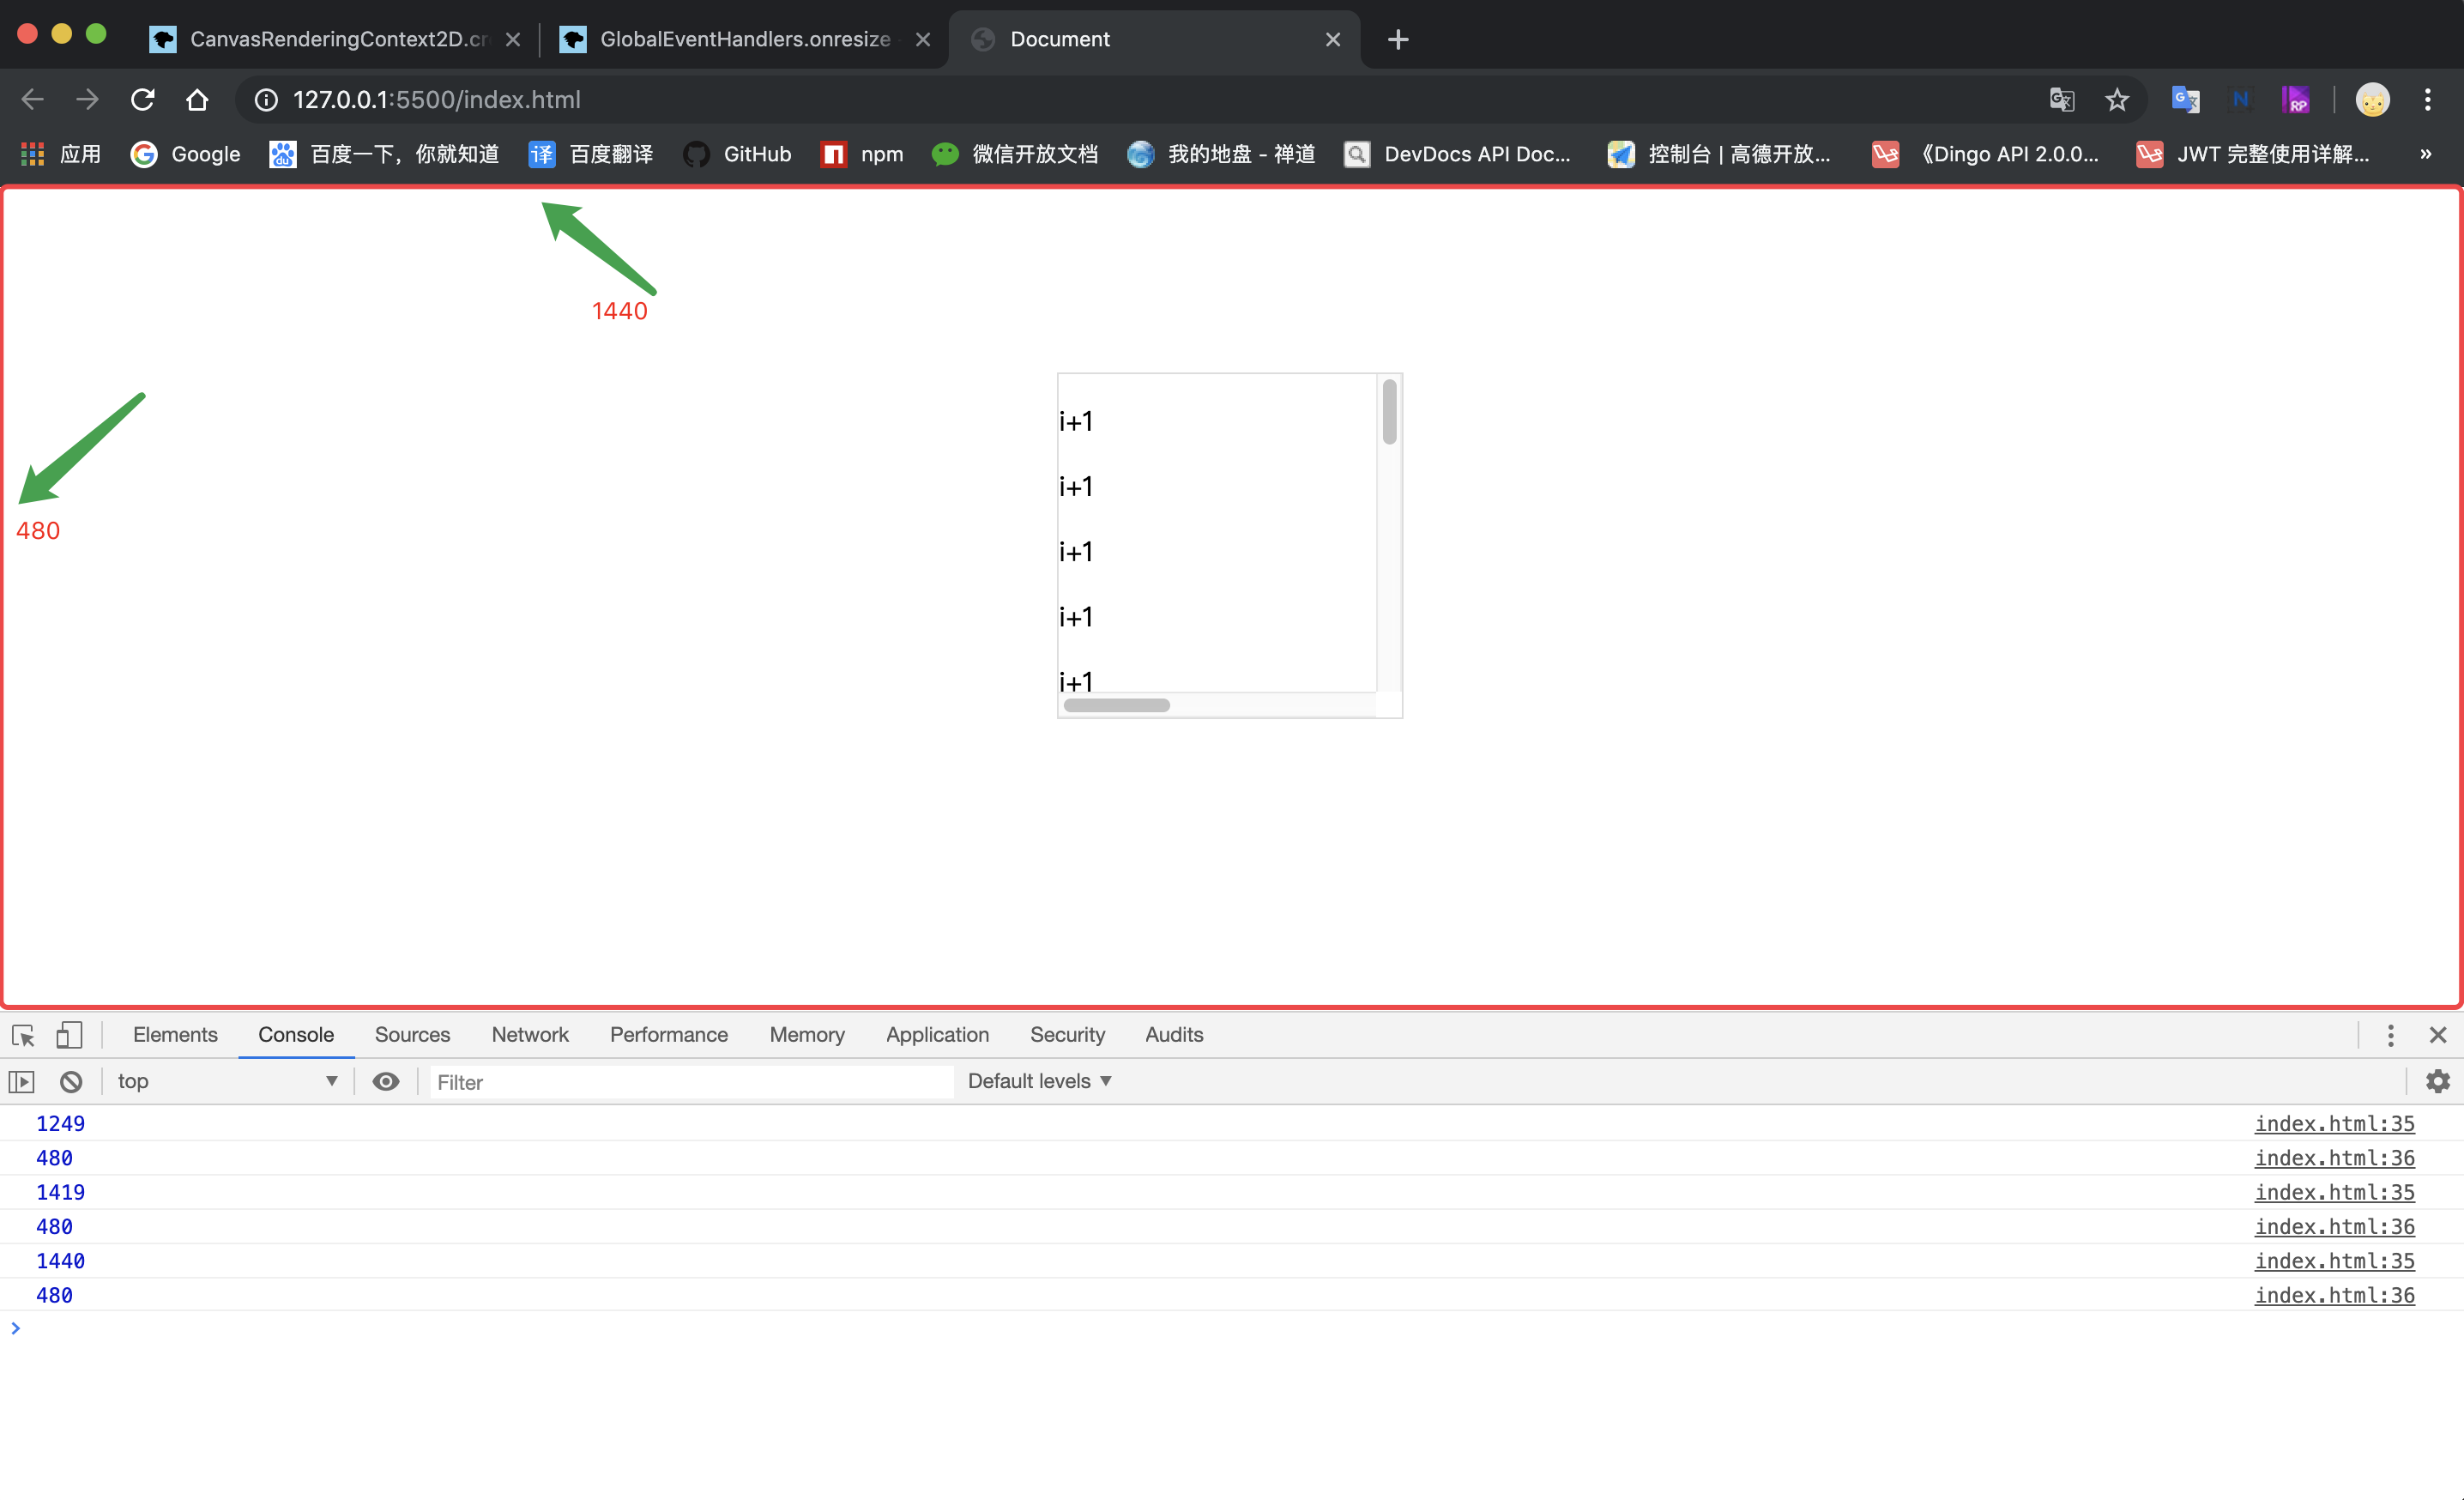 CanvasRenderingContext2D.cr
GlobalEventHandlers.onresize -
Document
127.0.0.1:5500/index.html
应用
Google
百度一下，你就知道
百度翻译
GitHub
npm
微信开放文档
我的地盘 - 禅道
DevDocs API Doc...
控制台 | 高德开放...
《Dingo API 2.0.0...
JWT 完整使用详解...
»
1440
480
i+1
i+1
i+1
i+1
i+1
Elements Console Sources Network Performance Memory Application Security Audits
top Filter Default levels
1249 index.html:35
480 index.html:36
1419 index.html:35
480 index.html:36
1440 index.html:35
480 index.html:36